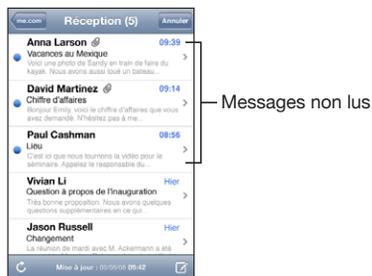 me.com Réception (5) Annuler
Anna Larson 09:39
Vacances au Mexique
Voici une photo de Sandy en train de faire du
kayak. Nous avons aussi loué un bateau...
David Martinez 09:14
Chiffre d'affaires
Bonjour Emily, voici le chiffre d'affaires que vous
avez demandé. N'hésitez pas à me...
Messages non lus
Paul Cashman 08:56
Lieu
C'est ici que nous tournons la vidéo pour le
séminaire. Appelez le responsable du...
Vivian Li Hier
Question à propos de l'inauguration
Très bonne proposition. Nous avons quelques
questions supplémentaires en ce qui...
Jason Russell Hier
Changement
La réunion de mardi avec M. Ackermann a été
Mise à jour : 09/05/08 09:42